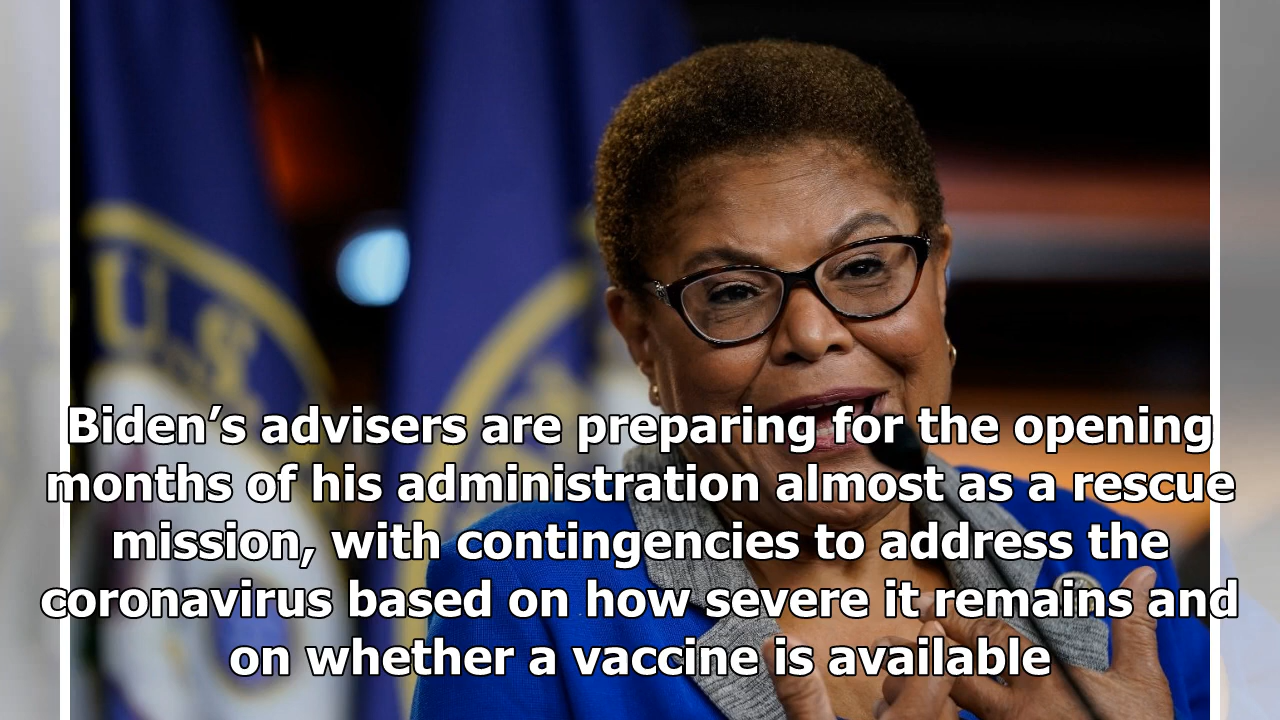 U.S.
Biden’s advisers are preparing for the opening
months of his administration almost as a rescue
mission, with contingencies to address the
coronavirus based on how severe it remains and
on whether a vaccine is available